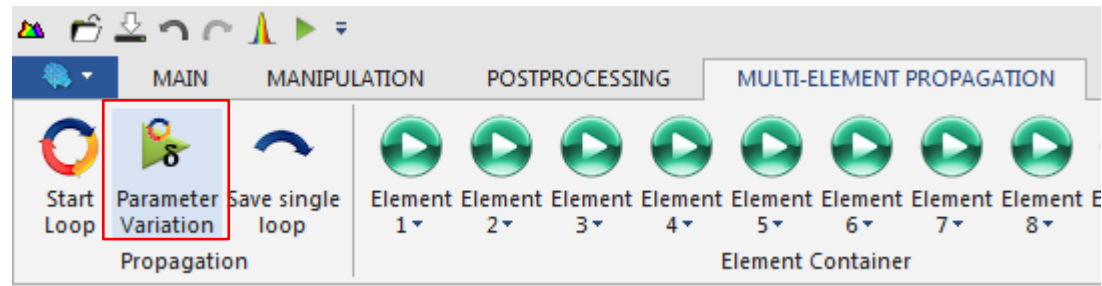 MAIN MANIPULATION POSTPROCESSING MULTI-ELEMENT PROPAGATION
δ
Start Parameter Save single Element Element Element Element Element Element Element Element E
Loop Variation loop 1 2 3 4 5 6 7 8
Propagation Element Container